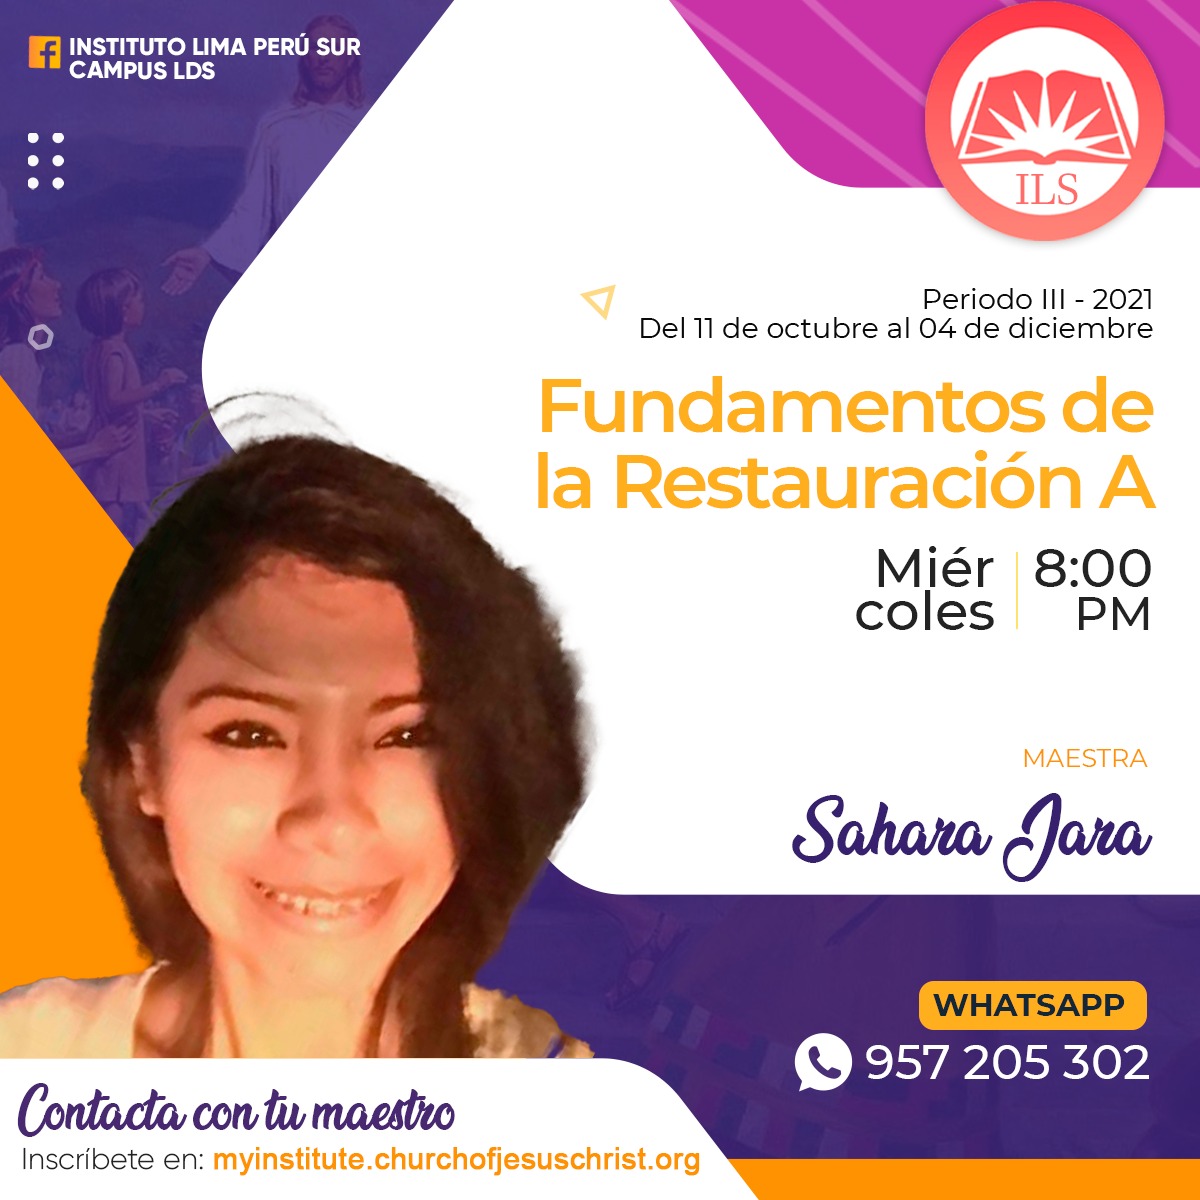 INSTITUTO LIMA PERÚ SUR
CAMPUS LDS
ILS
Periodo III - 2021
Del 11 de octubre al 04 de diciembre
Fundamentos de
la Restauración A
Miér
coles
8:00
PM
MAESTRA
Sahara Jara
WHATSAPP
957 205 302
Contacta con tu maestro
Inscríbete en: myinstitute.churchofjesuschrist.org